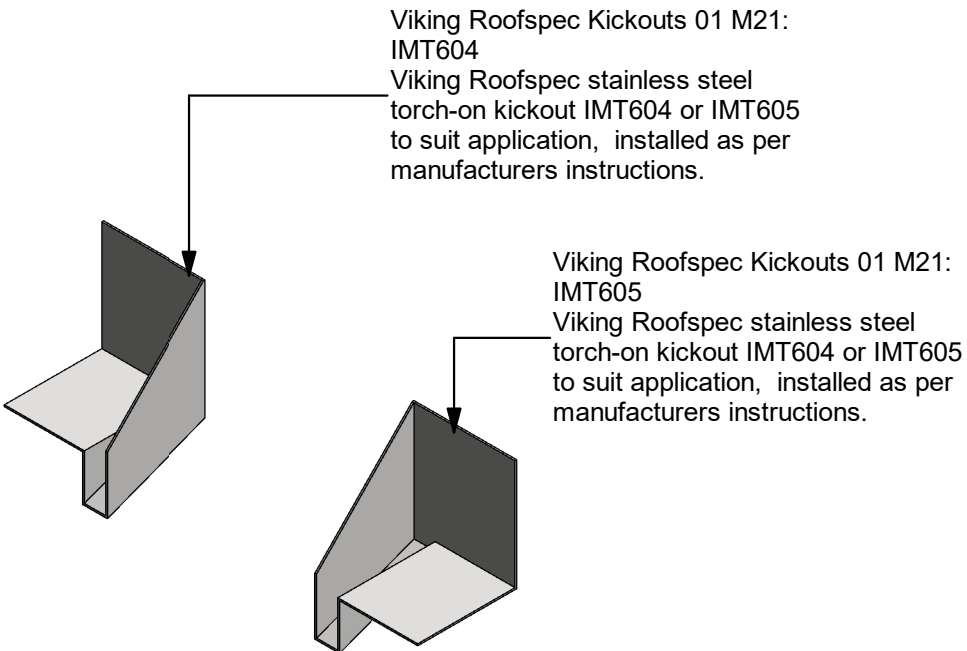 Viking Roofspec Kickouts 01 M21:
IMT604
Viking Roofspec stainless steel
torch-on kickout IMT604 or IMT605
to suit application,  installed as per
manufacturers instructions.
Viking Roofspec Kickouts 01 M21:
IMT605
Viking Roofspec stainless steel
torch-on kickout IMT604 or IMT605
to suit application,  installed as per
manufacturers instructions.